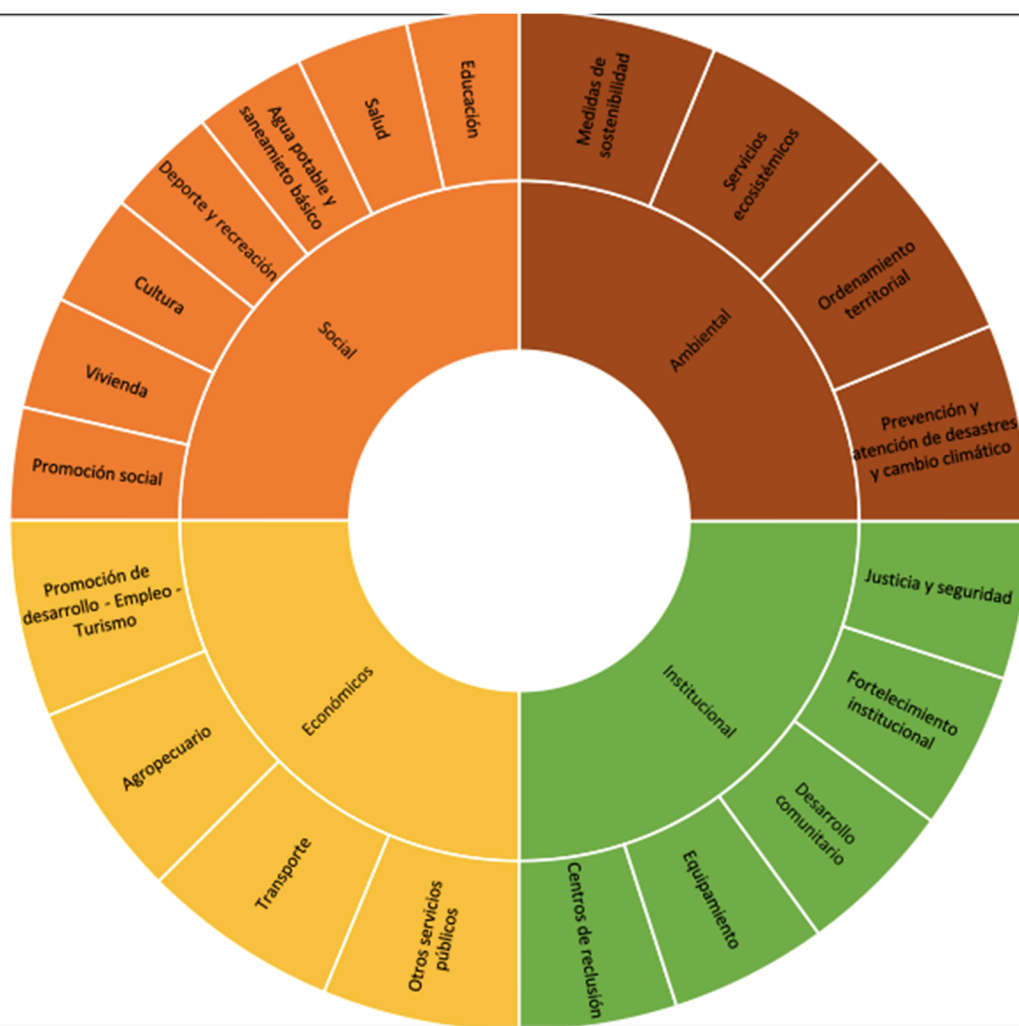 Educación
Salud
Agua potable y
saneamieto básico
Deporte y recreación
Cultura
Vivienda
Promoción social
Social
Medidas de
sostenibilidad
Servicios
ecosistémicos
Ordenamiento
territorial
Prevención y
atención de desastres
y cambio climático
Ambiental
Promoción de
desarrollo - Empleo -
Turismo
Agropecuario
Transporte
Otros servicios
públicos
Económicos
Justicia y seguridad
Fortelecimiento
institucional
Desarrollo
comunitario
Equipamiento
Centros de reclusión
Institucional